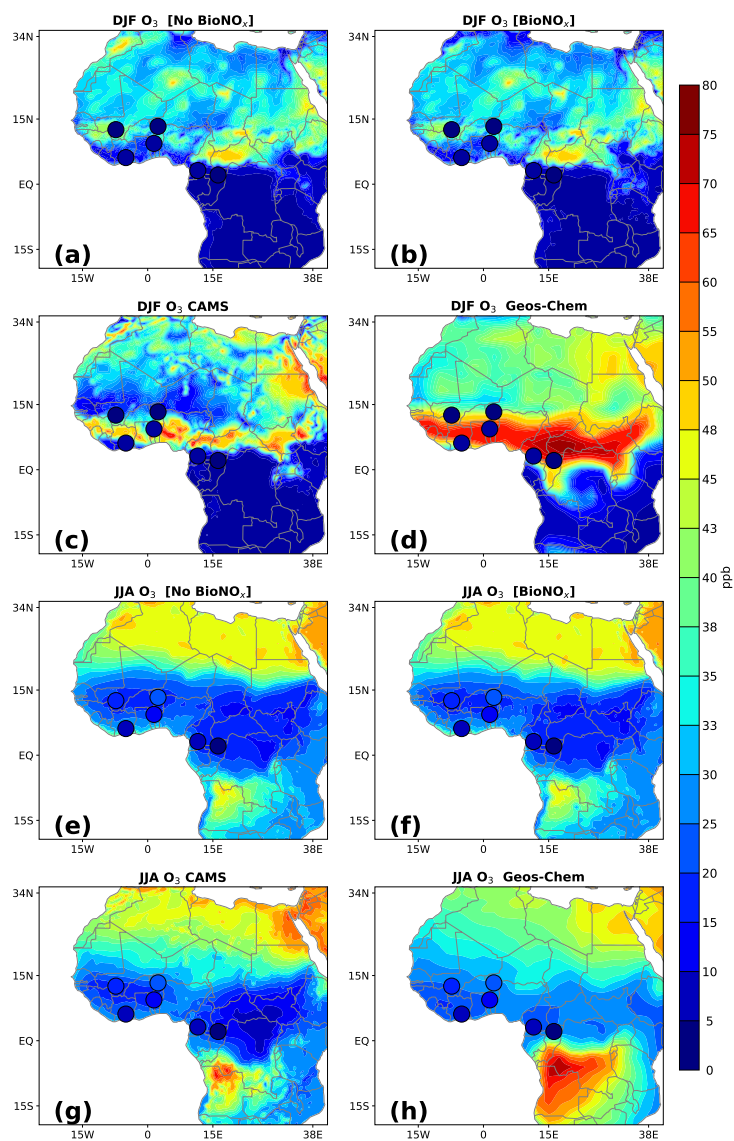 DJF O₃ [No BioNOₓ]
DJF O₃ [BioNOₓ]
34N
15N
EQ
15S
(a)
15W 0 15E 38E
34N
15N
EQ
15S
(b)
15W 0 15E 38E
DJF O₃ CAMS
DJF O₃ Geos-Chem
34N
15N
EQ
15S
(c)
15W 0 15E 38E
34N
15N
EQ
15S
(d)
15W 0 15E 38E
JJA O₃ [No BioNOₓ]
JJA O₃ [BioNOₓ]
34N
15N
EQ
15S
(e)
15W 0 15E 38E
34N
15N
EQ
15S
(f)
15W 0 15E 38E
JJA O₃ CAMS
JJA O₃ Geos-Chem
34N
15N
EQ
15S
(g)
15W 0 15E 38E
34N
15N
EQ
15S
(h)
15W 0 15E 38E
80
75
70
65
60
55
50
48
45
43
40
38
35
33
30
25
20
15
10
5
0
ppb